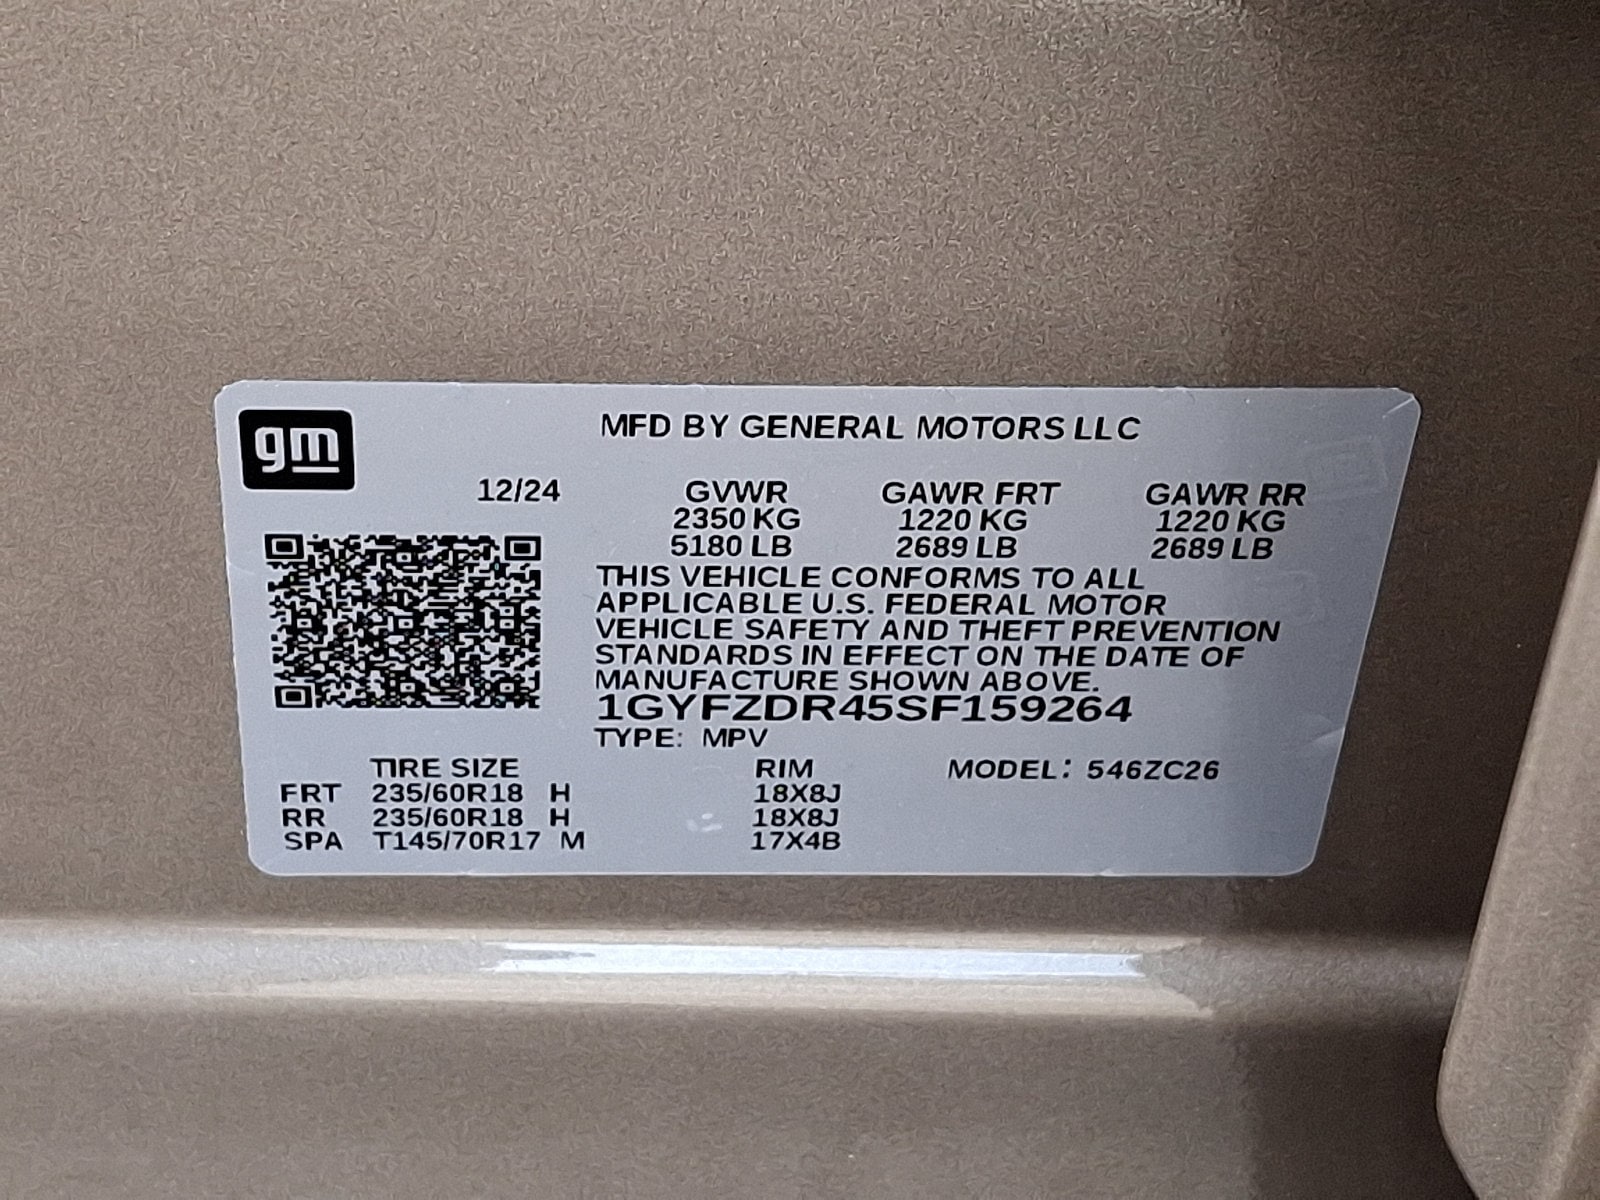 gm
MFD BY GENERAL MOTORS LLC
12/24 GVWR GAWR FRT GAWR RR
2350 KG 1220 KG 1220 KG
5180 LB 2689 LB 2689 LB
THIS VEHICLE CONFORMS TO ALL
APPLICABLE U.S. FEDERAL MOTOR
VEHICLE SAFETY AND THEFT PREVENTION
STANDARDS IN EFFECT ON THE DATE OF
MANUFACTURE SHOWN ABOVE.
1GYFZDR45SF159264
TYPE: MPV
TIRE SIZE RIM MODEL: 546ZC26
FRT 235/60R18 H 18X8J
RR 235/60R18 H 18X8J
SPA T145/70R17 M 17X4B